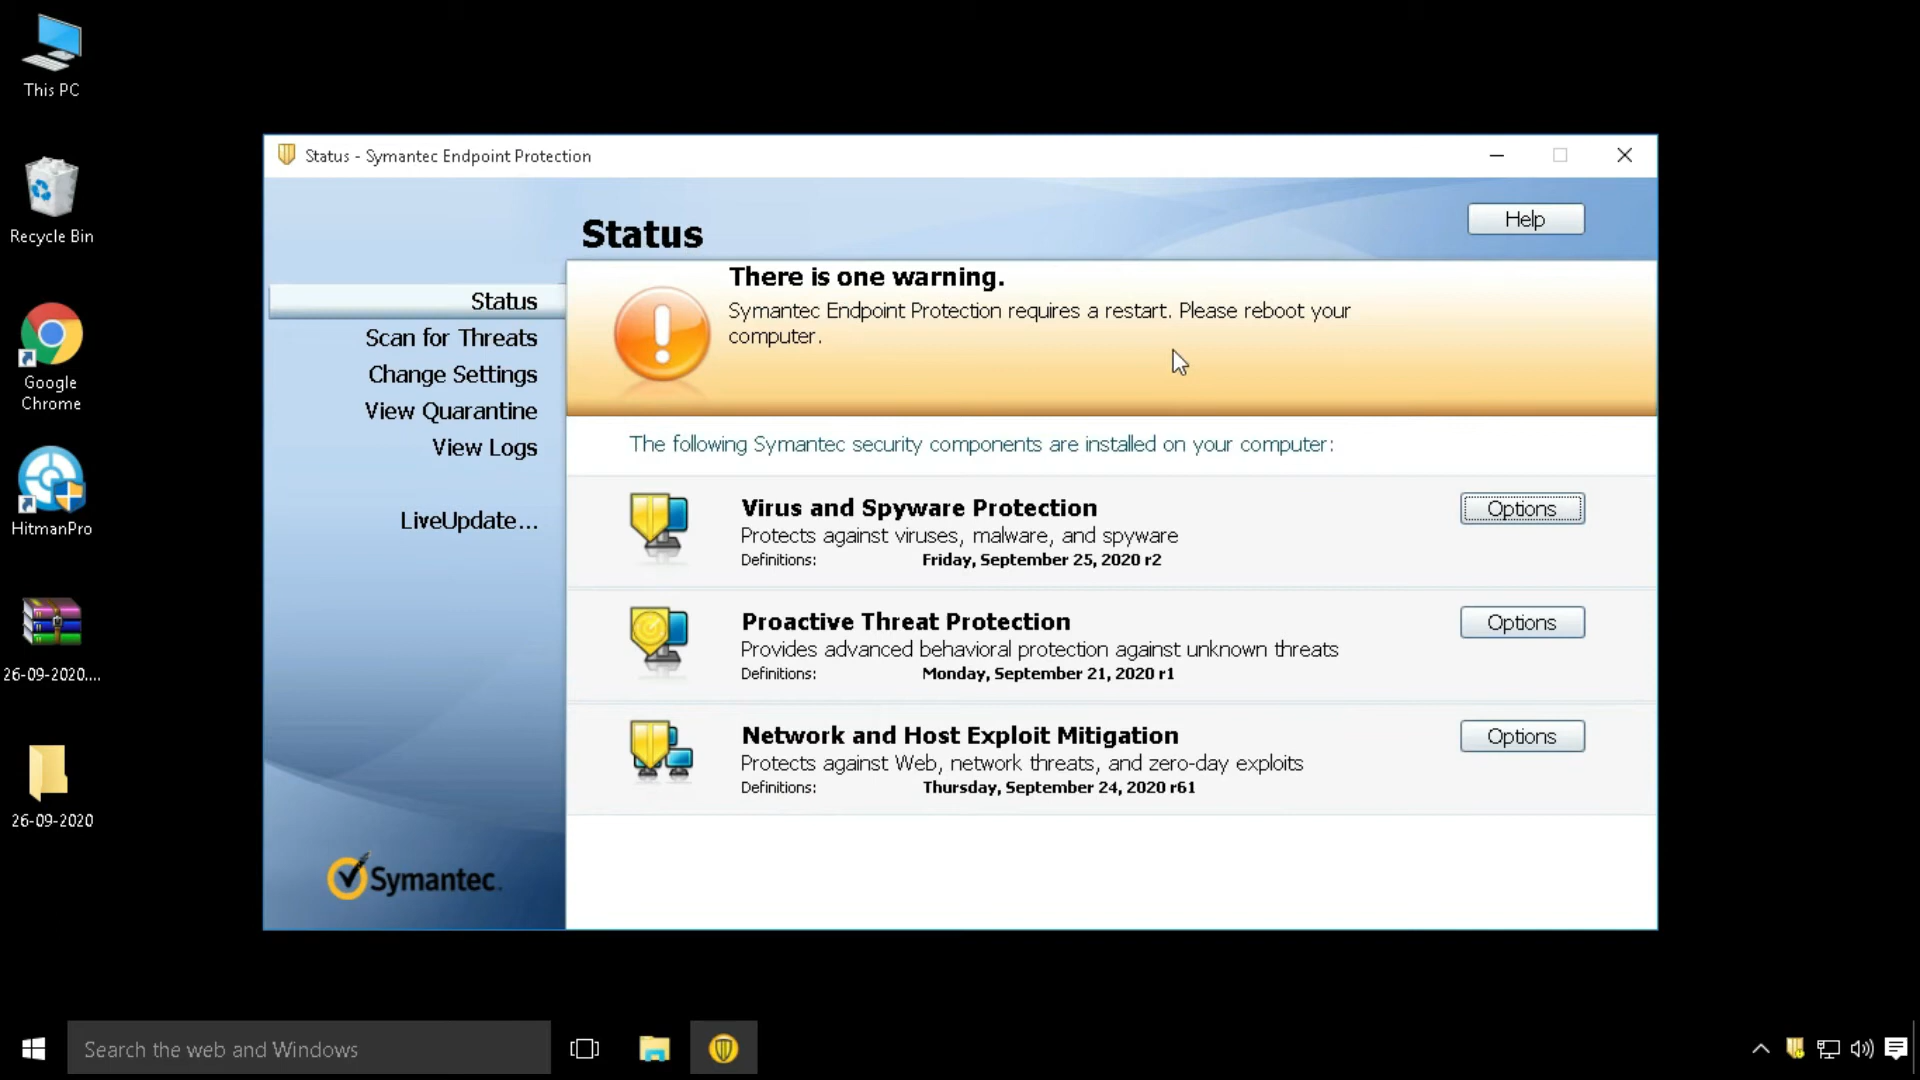 This PC
Recycle Bin
Google
Chrome
HitmanPro
26-09-2020....
26-09-2020
Status - Symantec Endpoint Protection
Status
Help
Status
Scan for Threats
Change Settings
View Quarantine
View Logs
LiveUpdate...
Symantec.
There is one warning.
Symantec Endpoint Protection requires a restart. Please reboot your
computer.
The following Symantec security components are installed on your computer:
Virus and Spyware Protection
Options
Protects against viruses, malware, and spyware
Definitions: Friday, September 25, 2020 r2
Proactive Threat Protection
Options
Provides advanced behavioral protection against unknown threats
Definitions: Monday, September 21, 2020 r1
Network and Host Exploit Mitigation
Options
Protects against Web, network threats, and zero-day exploits
Definitions: Thursday, September 24, 2020 r61
Search the web and Windows